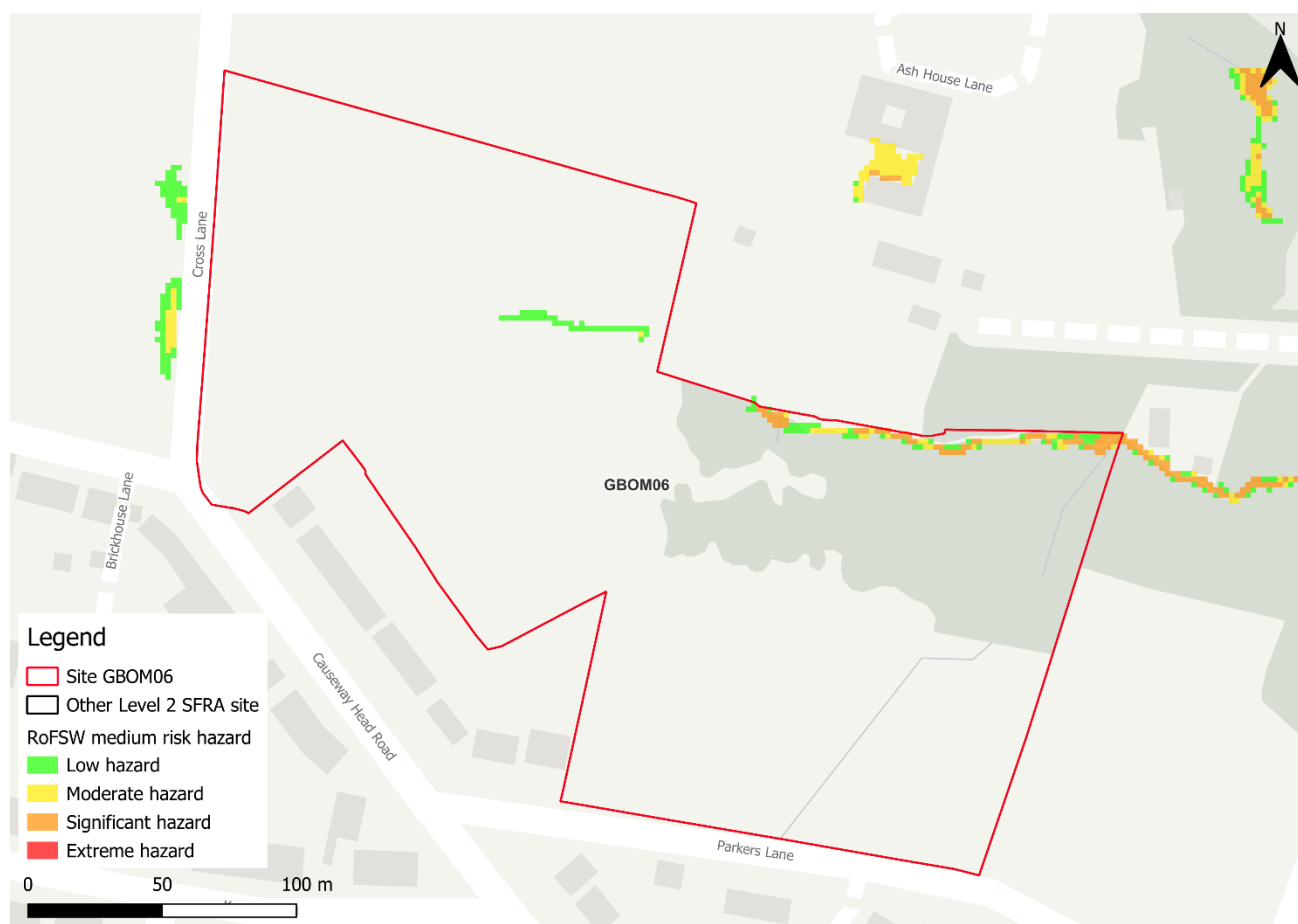 N
Ash House Lane
Cross Lane
GBOM06
Brickhouse Lane
Causeway Head Road
Parkers Lane
Legend
Site GBOM06
Other Level 2 SFRA site
RoFSW medium risk hazard
Low hazard
Moderate hazard
Significant hazard
Extreme hazard
0 50 100 m